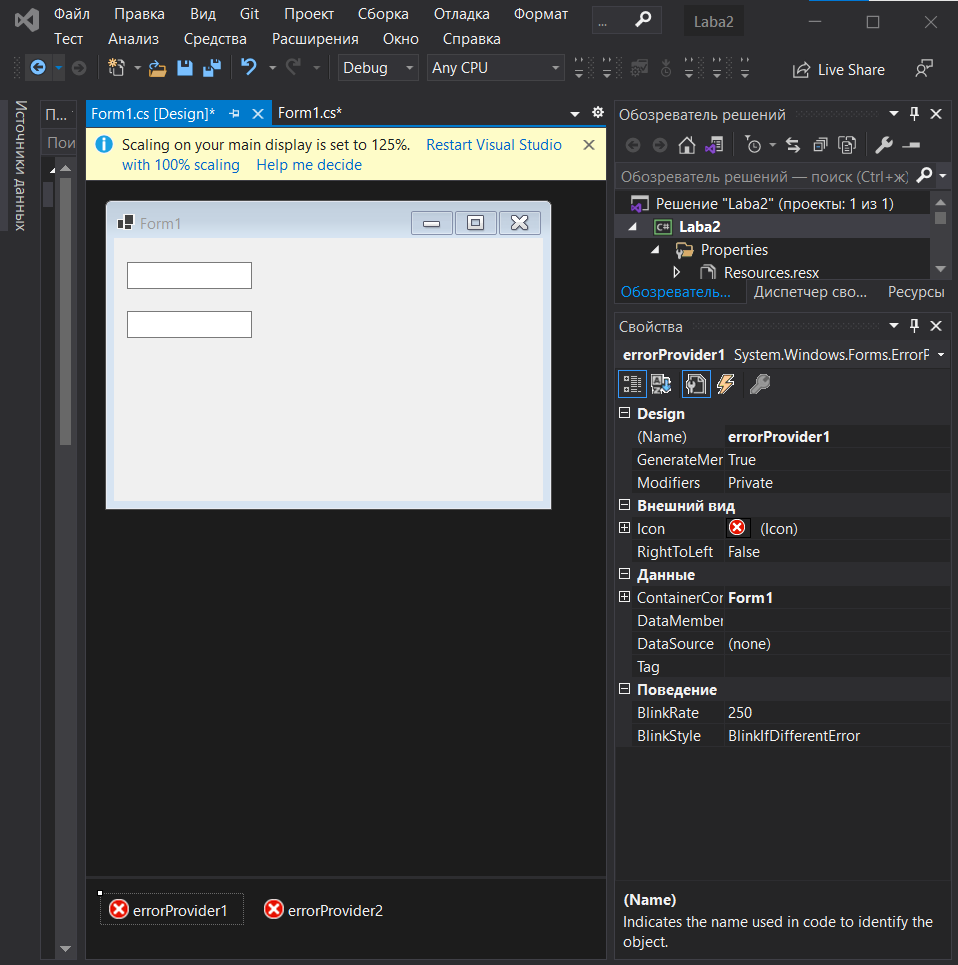 Файл Правка Вид Git Проект Сборка Отладка Формат ... Laba2
Тест Анализ Средства Расширения Окно Справка
Debug Any CPU Live Share
Источники данных
П...
Пои
Form1.cs [Design]* Form1.cs*
Scaling on your main display is set to 125%. Restart Visual Studio
with 100% scaling Help me decide
Form1
errorProvider1 errorProvider2
Обозреватель решений
Обозреватель решений — поиск (Ctrl+ж)
Решение "Laba2" (проекты: 1 из 1)
C# Laba2
Properties
Resources.resx
Обозреватель... Диспетчер сво... Ресурсы
Свойства
errorProvider1 System.Windows.Forms.ErrorP
Design
(Name) errorProvider1
GenerateMer True
Modifiers Private
Внешний вид
Icon (Icon)
RightToLeft False
Данные
ContainerCor Form1
DataMember
DataSource (none)
Tag
Поведение
BlinkRate 250
BlinkStyle BlinkIfDifferentError
(Name)
Indicates the name used in code to identify the
object.